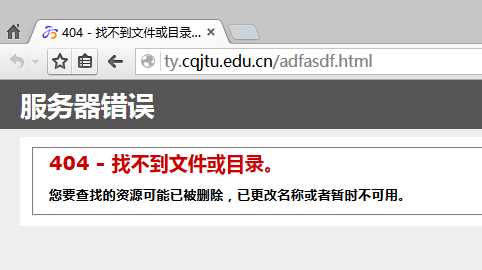 404 - 找不到文件或目录...
ty.cqjtu.edu.cn/adfasdf.html
服务器错误
404 - 找不到文件或目录。
您要查找的资源可能已被删除，已更改名称或者暂时不可用。